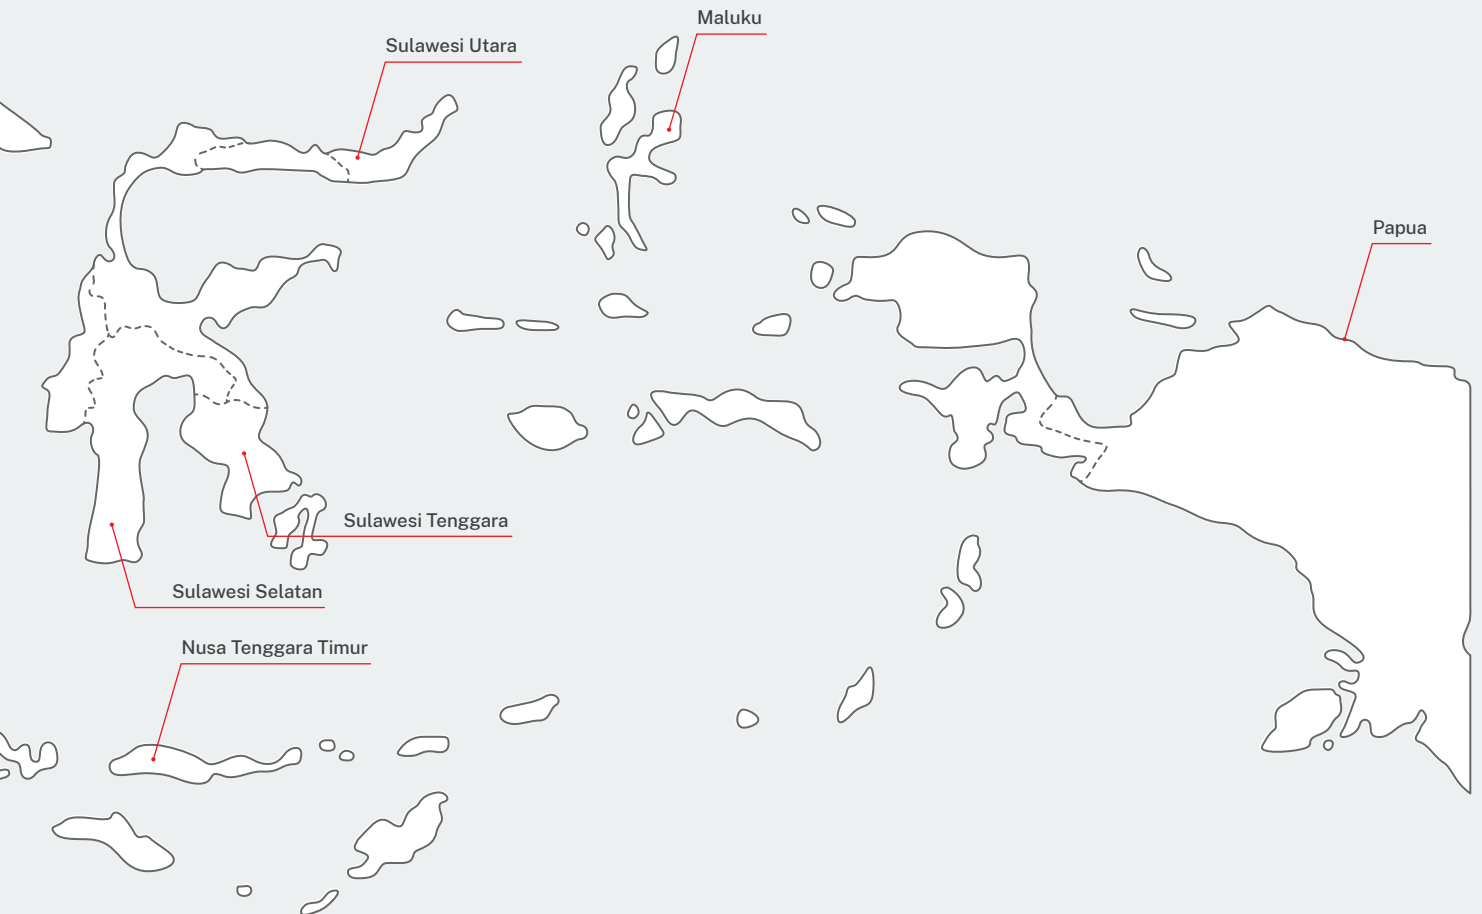 Maluku
Sulawesi Utara
Papua
Sulawesi Tenggara
Sulawesi Selatan
Nusa Tenggara Timur